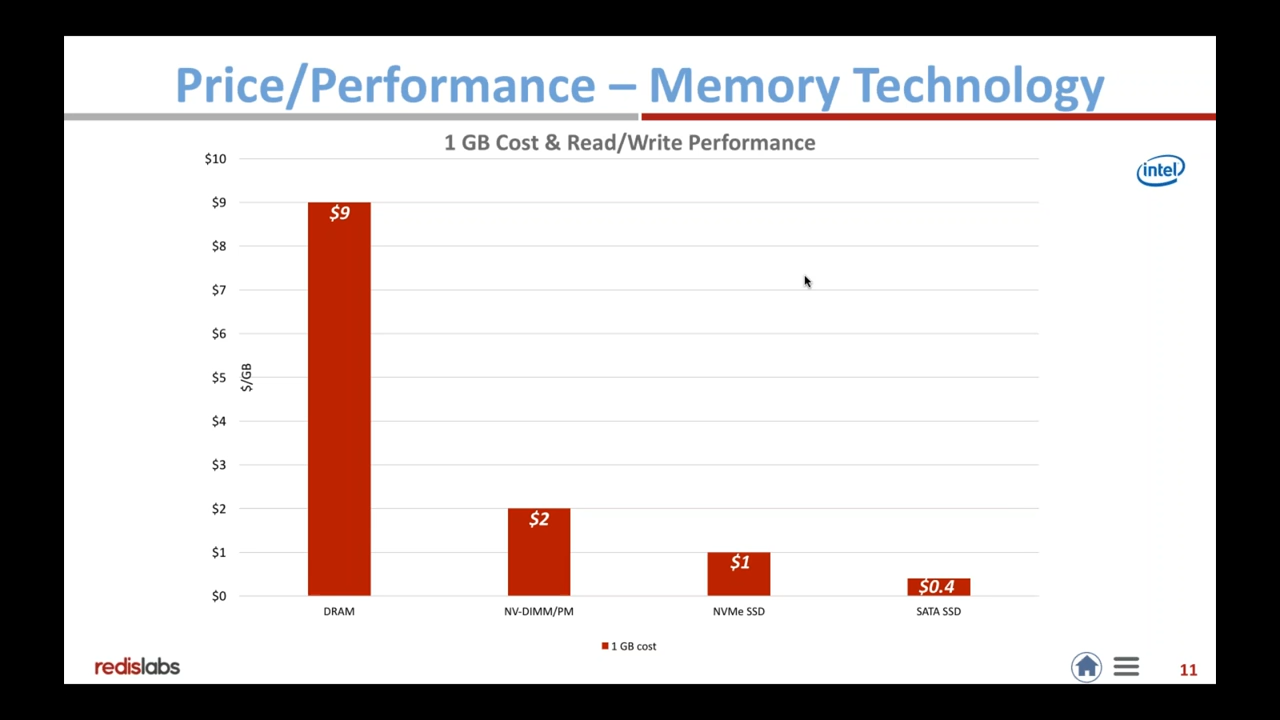 Price/Performance – Memory Technology
1 GB Cost & Read/Write Performance
intel
$10
$9
$8
$7
$6
$5
$4
$3
$2
$1
$0
$/GB
$9
$2
$1
$0.4
DRAM
NV-DIMM/PM
NVMe SSD
SATA SSD
1 GB cost
redislabs
11